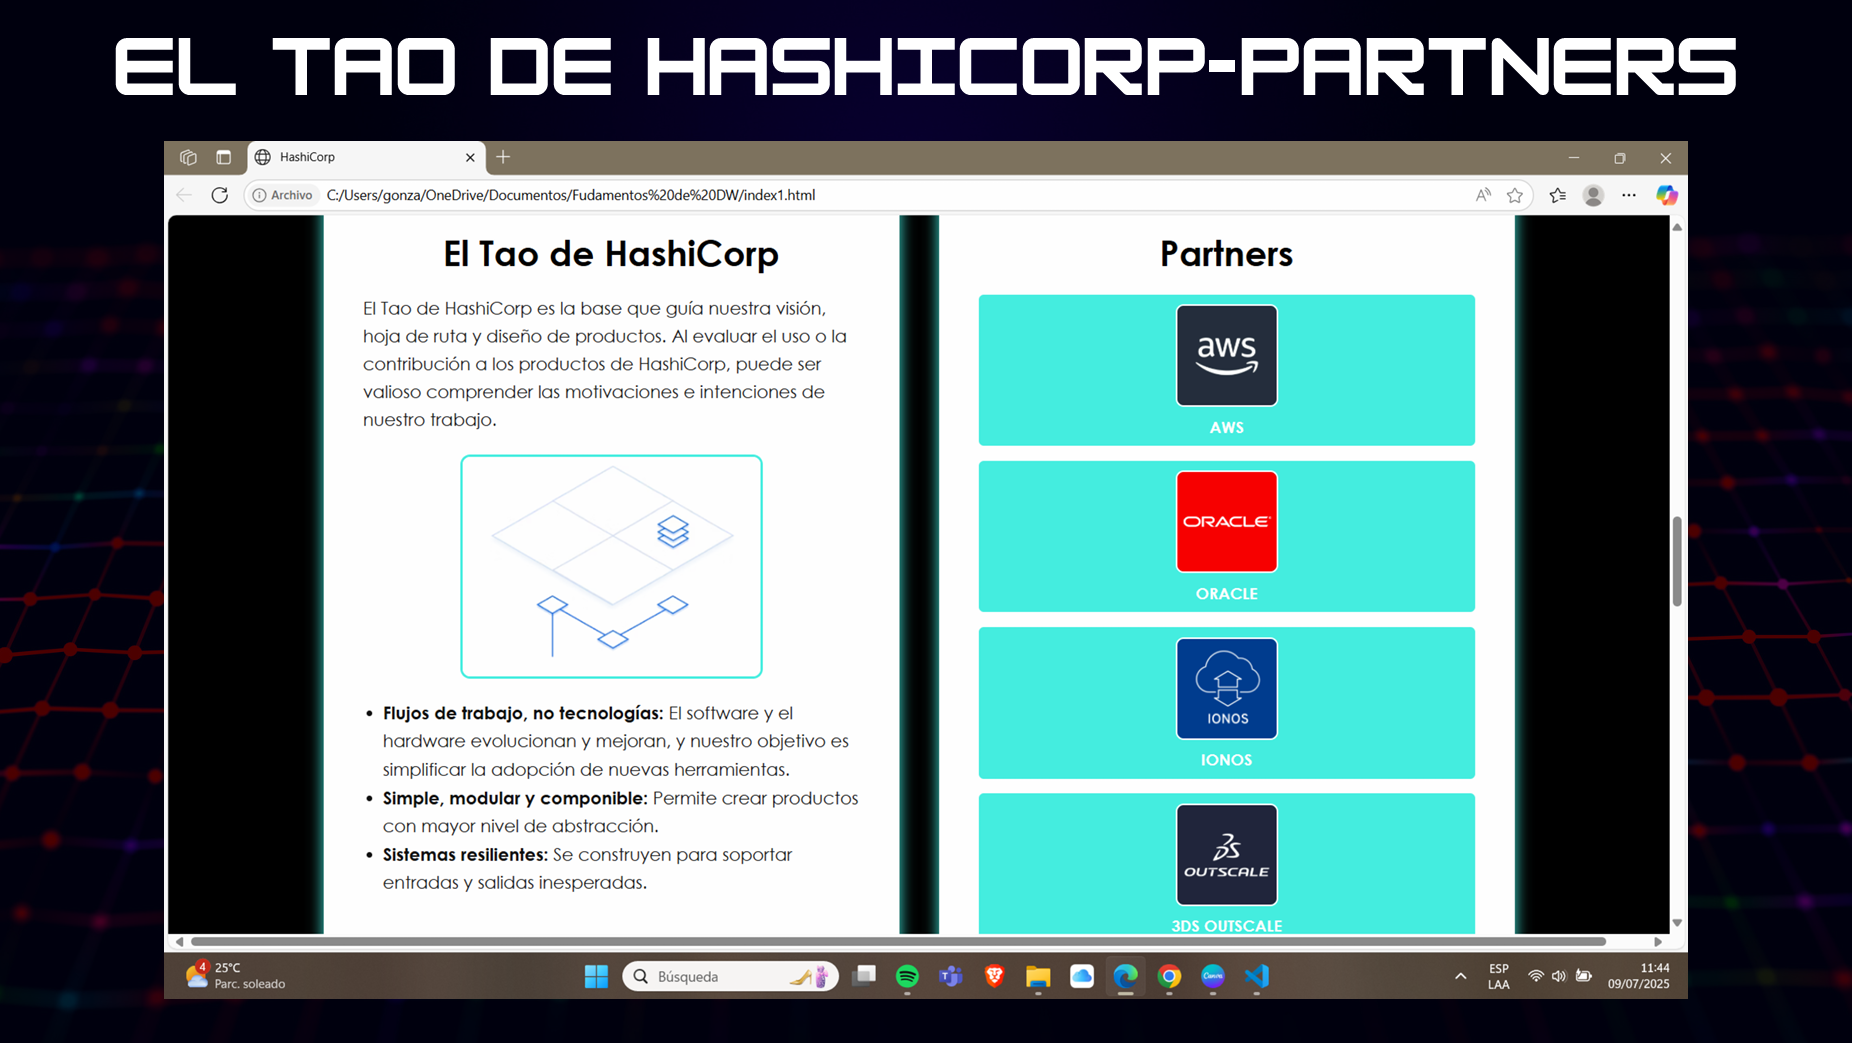 EL TAO DE HASHICORP-PARTNERS
HashiCorp
Archivo
C:/Users/gonza/OneDrive/Documentos/Fudamentos%20de%20DW/index1.html
El Tao de HashiCorp
El Tao de HashiCorp es la base que guía nuestra visión,
hoja de ruta y diseño de productos. Al evaluar el uso o la
contribución a los productos de HashiCorp, puede ser
valioso comprender las motivaciones e intenciones de
nuestro trabajo.
• Flujos de trabajo, no tecnologías: El software y el
hardware evolucionan y mejoran, y nuestro objetivo es
simplificar la adopción de nuevas herramientas.
• Simple, modular y componible: Permite crear productos
con mayor nivel de abstracción.
• Sistemas resilientes: Se construyen para soportar
entradas y salidas inesperadas.
Partners
aws
AWS
ORACLE
ORACLE
IONOS
IONOS
3DS
OUTSCALE
3DS OUTSCALE
4
25°C
Parc. soleado
Búsqueda
Canva
ESP
LAA
11:44
09/07/2025